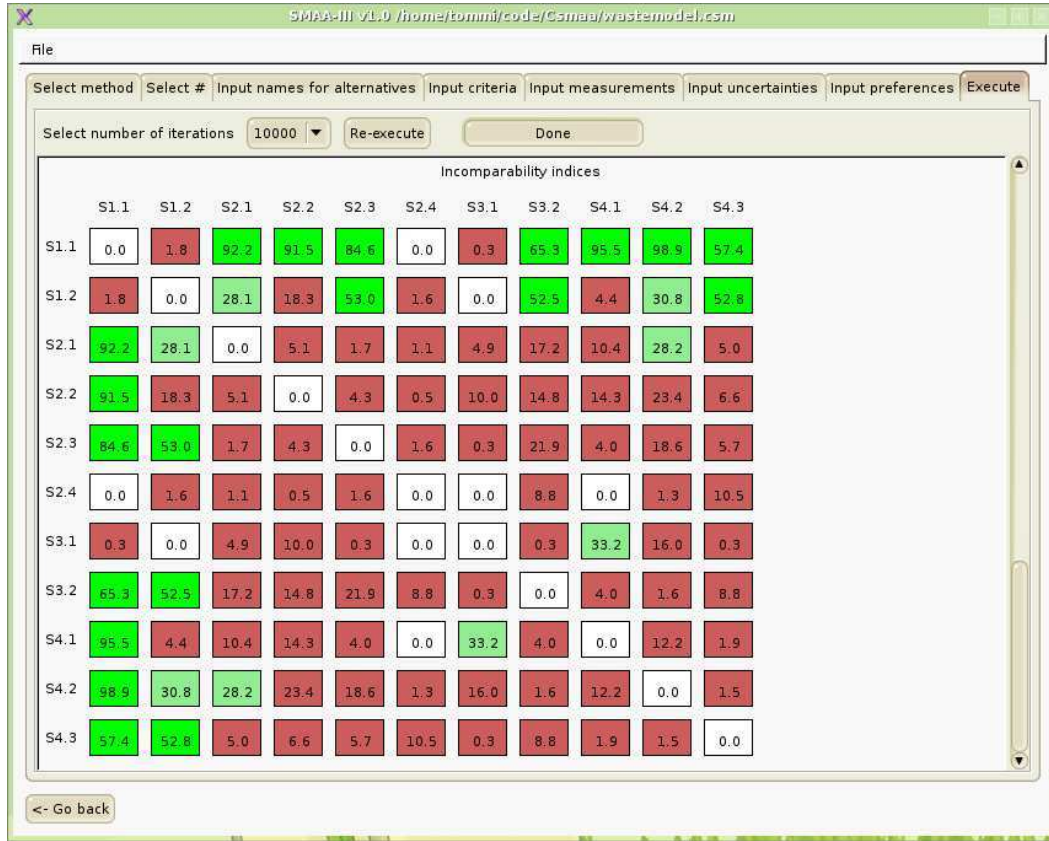 SMAA-III v1.0 /home/tommi/code/Csmaa/wastemodel.csm
File
Select method Select # Input names for alternatives Input criteria Input measurements Input uncertainties Input preferences Execute
Select number of iterations 10000 Re-execute Done
Incomparability indices
S1.1 S1.2 S2.1 S2.2 S2.3 S2.4 S3.1 S3.2 S4.1 S4.2 S4.3
S1.1 0.0 1.8 92.2 91.5 84.6 0.0 0.3 65.3 95.5 98.9 57.4
S1.2 1.8 0.0 28.1 18.3 53.0 1.6 0.0 52.5 4.4 30.8 52.8
S2.1 92.2 28.1 0.0 5.1 1.7 1.1 4.9 17.2 10.4 28.2 5.0
S2.2 91.5 18.3 5.1 0.0 4.3 0.5 10.0 14.8 14.3 23.4 6.6
S2.3 84.6 53.0 1.7 4.3 0.0 1.6 0.3 21.9 4.0 18.6 5.7
S2.4 0.0 1.6 1.1 0.5 1.6 0.0 0.0 8.8 0.0 1.3 10.5
S3.1 0.3 0.0 4.9 10.0 0.3 0.0 0.0 0.3 33.2 16.0 0.3
S3.2 65.3 52.5 17.2 14.8 21.9 8.8 0.3 0.0 4.0 1.6 8.8
S4.1 95.5 4.4 10.4 14.3 4.0 0.0 33.2 4.0 0.0 12.2 1.9
S4.2 98.9 30.8 28.2 23.4 18.6 1.3 16.0 1.6 12.2 0.0 1.5
S4.3 57.4 52.8 5.0 6.6 5.7 10.5 0.3 8.8 1.9 1.5 0.0
<- Go back